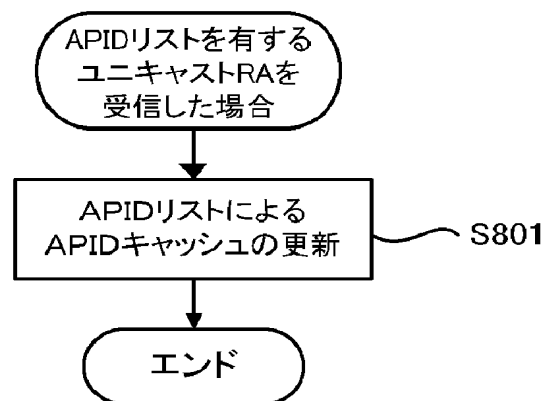 APIDリストを有する
ユニキャストRAを
受信した場合
APIDリストによる
APIDキャッシュの更新
S801
エンド